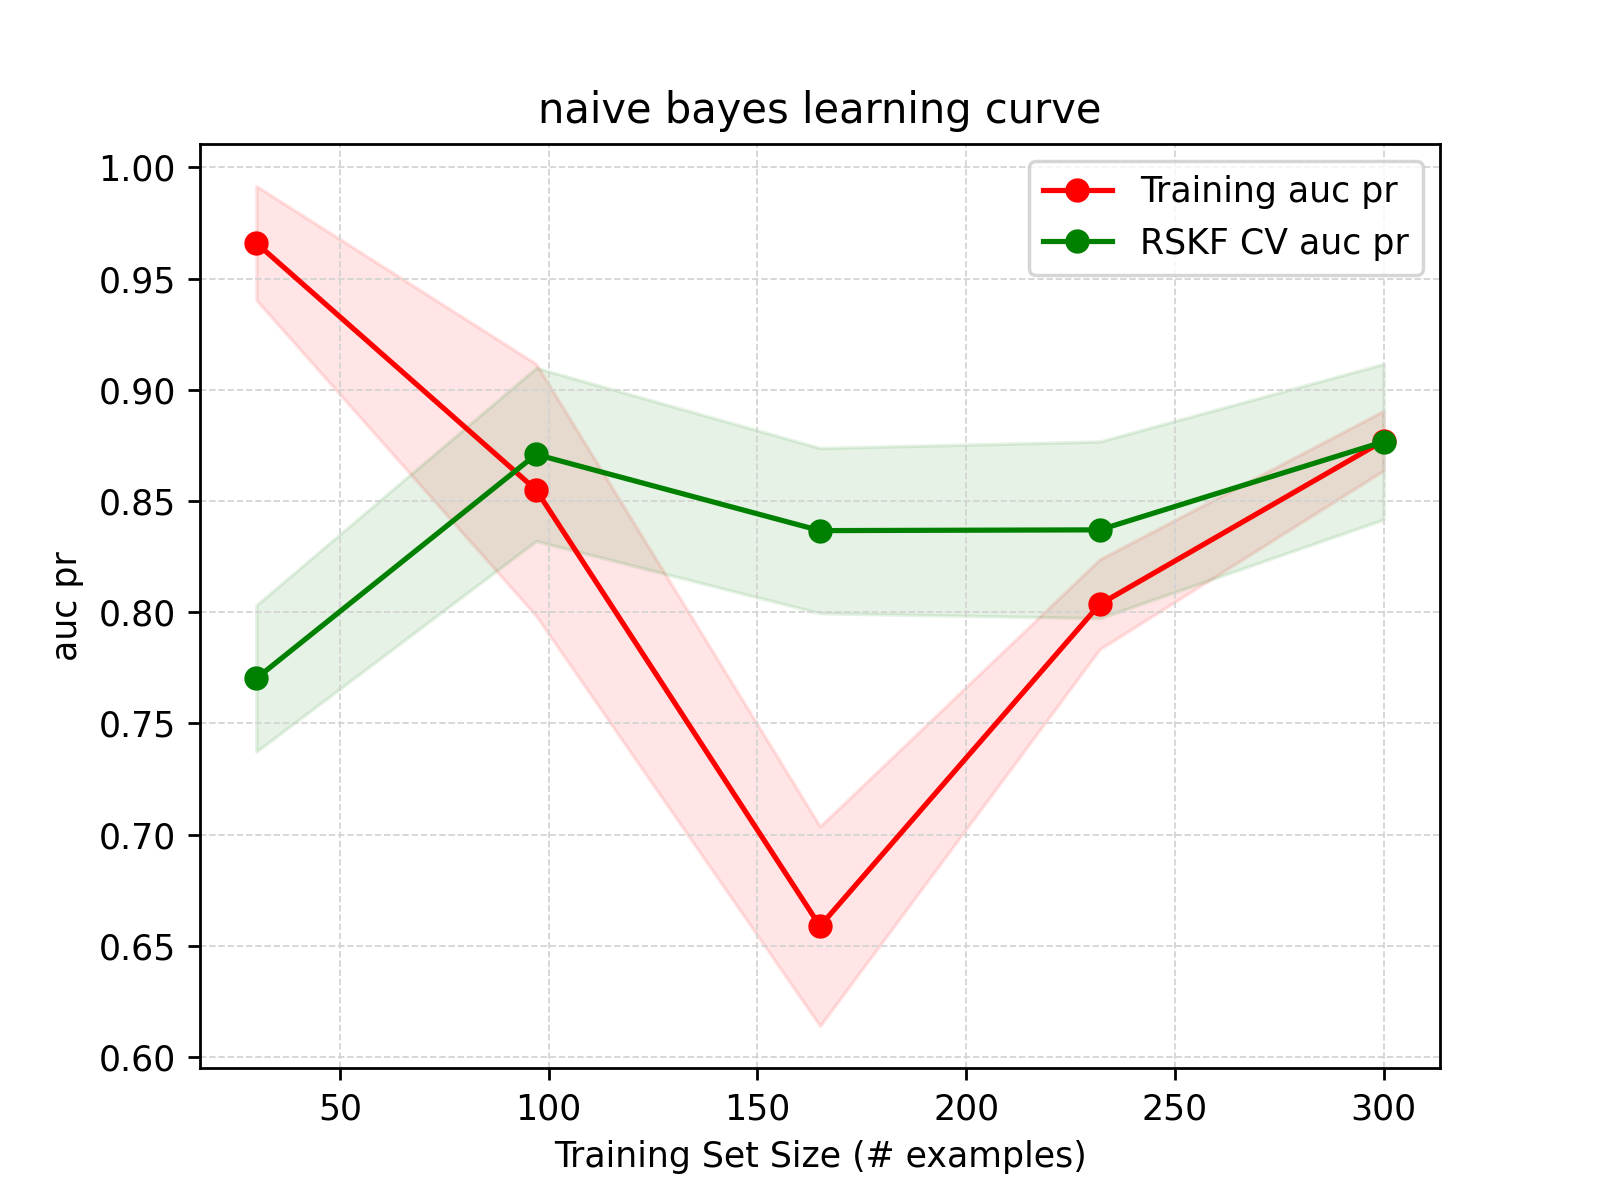 naive bayes learning curve
Training auc pr
RSKF CV auc pr
auc pr
1.00
0.95
0.90
0.85
0.80
0.75
0.70
0.65
0.60
50 100 150 200 250 300
Training Set Size (# examples)